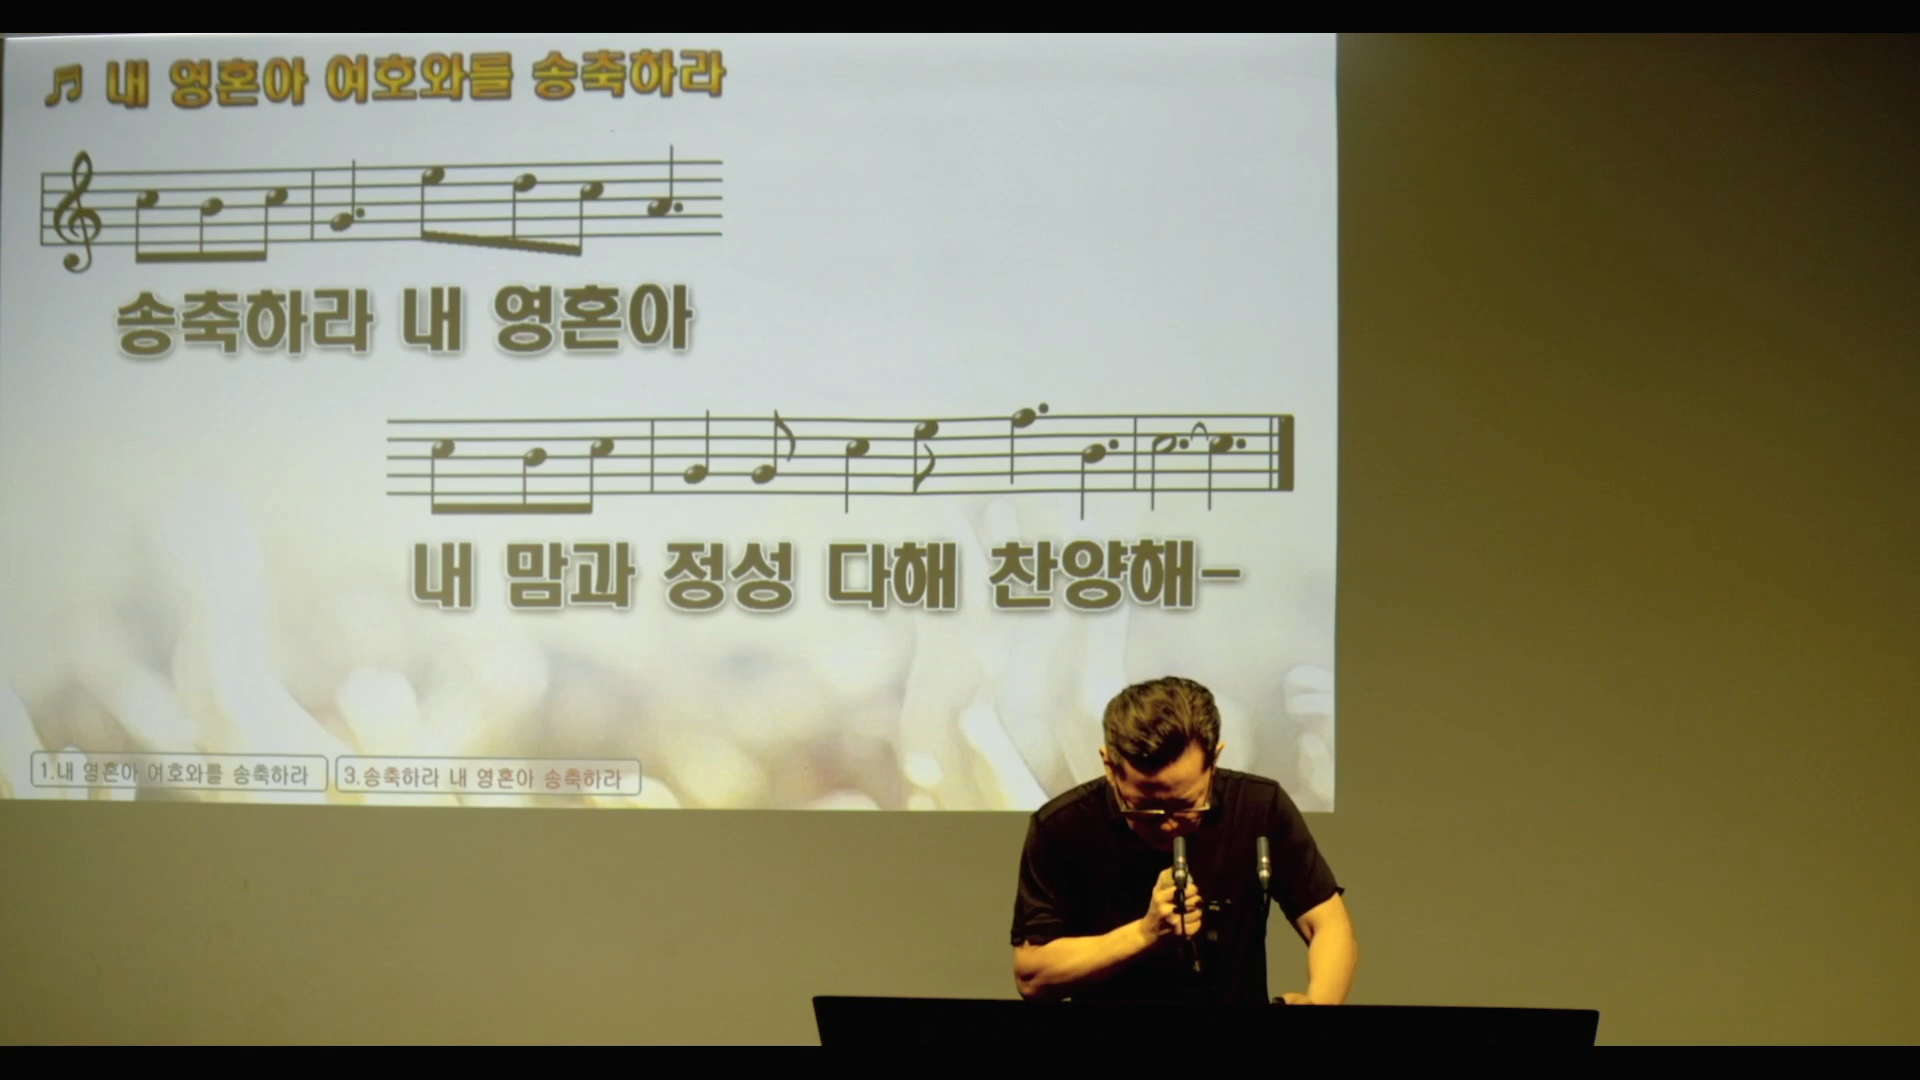 ♫ 내 영혼아 여호와를 송축하라
송축하라 내 영혼아
내 맘과 정성 다해 찬양해-
1.내 영혼아 여호와를 송축하라
3.송축하라 내 영혼아 송축하라